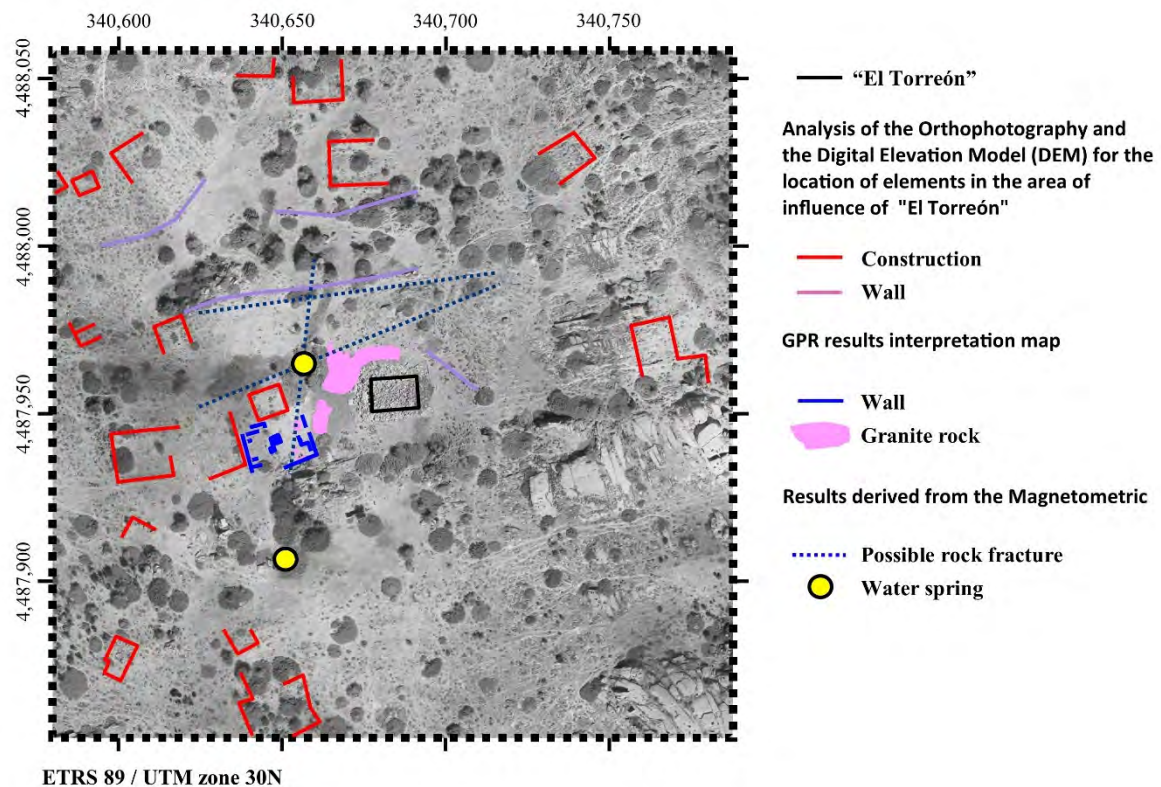 340,600 340,650 340,700 340,750
4,488,050
4,488,000
4,487,950
4,487,900
“El Torreón”
Analysis of the Orthophotography and
the Digital Elevation Model (DEM) for the
location of elements in the area of
influence of "El Torreón"
Construction
Wall
GPR results interpretation map
Wall
Granite rock
Results derived from the Magnetometric
Possible rock fracture
Water spring
ETRS 89 / UTM zone 30N